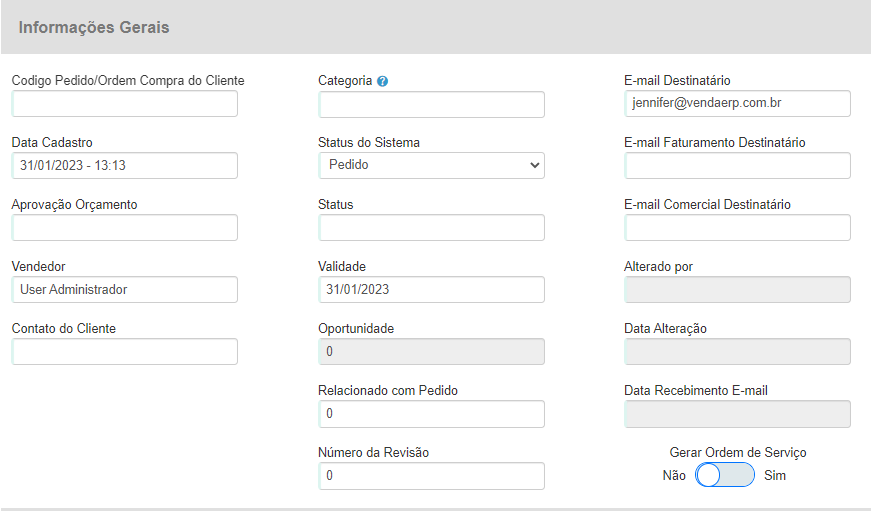 Informações Gerais
Codigo Pedido/Ordem Compra do Cliente
Categoria ?
E-mail Destinatário
jennifer@vendaerp.com.br
Data Cadastro
31/01/2023 - 13:13
Status do Sistema
Pedido
E-mail Faturamento Destinatário
Aprovação Orçamento
Status
E-mail Comercial Destinatário
Vendedor
User Administrador
Validade
31/01/2023
Alterado por
Contato do Cliente
Oportunidade
0
Data Alteração
Relacionado com Pedido
0
Data Recebimento E-mail
Número da Revisão
0
Gerar Ordem de Serviço
Não Sim